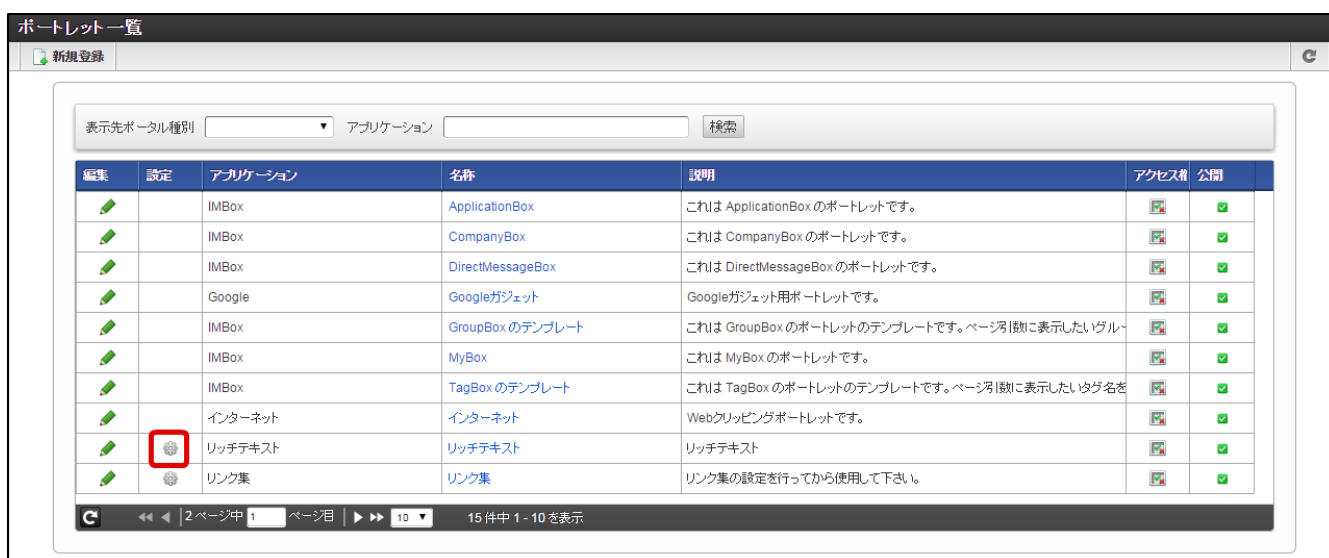 ポートレット一覧
新規登録
表示先ポータル種別 アプリケーション 検索
編集 設定 アプリケーション 名称 説明 アクセス権 公開
IMBox ApplicationBox これは ApplicationBox のポートレットです。
IMBox CompanyBox これは CompanyBox のポートレットです。
IMBox DirectMessageBox これは DirectMessageBox のポートレットです。
Google Googleガジェット Googleガジェット用ポートレットです。
IMBox GroupBox のテンプレート これは GroupBox のポートレットのテンプレートです。ページ引数に表示したいグルー
IMBox MyBox これは MyBox のポートレットです。
IMBox TagBox のテンプレート これは TagBox のポートレットのテンプレートです。ページ引数に表示したいタグ名を
インターネット インターネット Webクリッピングポートレットです。
リッチテキスト リッチテキスト リッチテキスト
リンク集 リンク集 リンク集の設定を行ってから使用して下さい。
2 ページ中 1 ページ目 10 15 件中 1 - 10 を表示